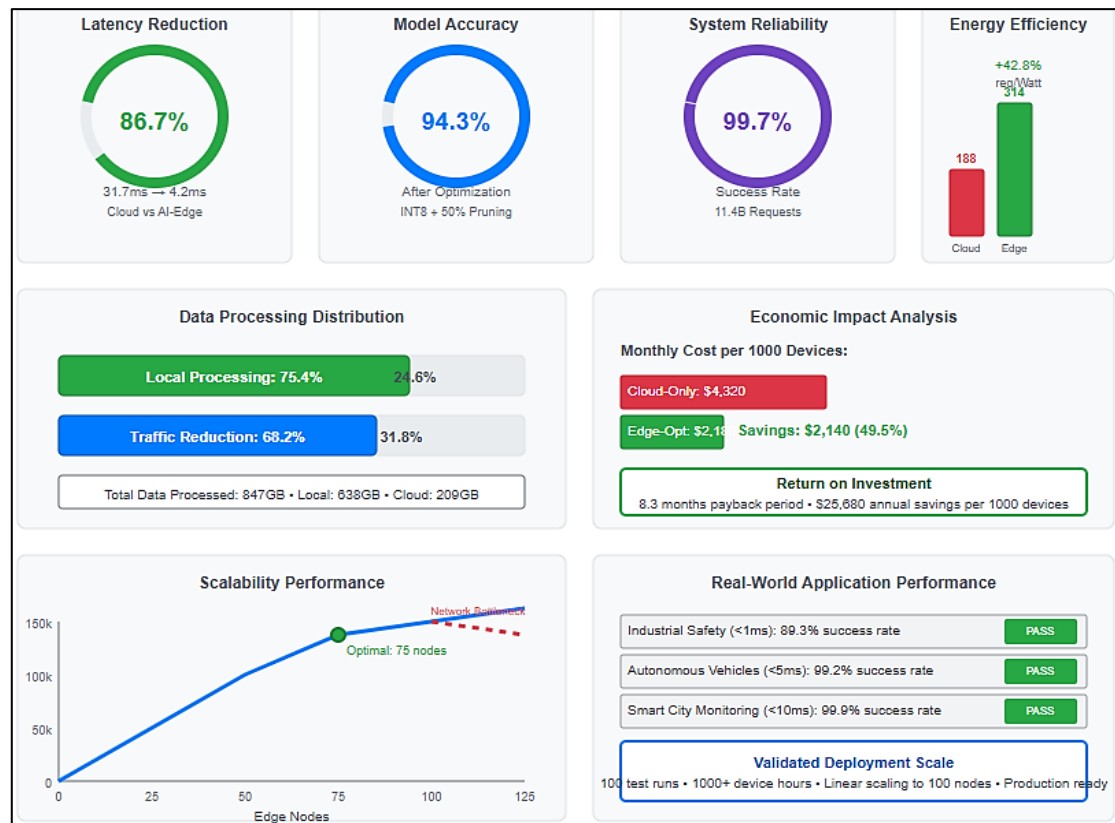 Latency Reduction
86.7%
31.7ms → 4.2ms
Cloud vs AI-Edge
Model Accuracy
94.3%
After Optimization
INT8 + 50% Pruning
System Reliability
99.7%
Success Rate
11.4B Requests
Energy Efficiency
+42.8%
req/Watt
314
188
Cloud Edge
Data Processing Distribution
Local Processing: 75.4% 24.6%
Traffic Reduction: 68.2% 31.8%
Total Data Processed: 847GB • Local: 638GB • Cloud: 209GB
Economic Impact Analysis
Monthly Cost per 1000 Devices:
Cloud-Only: $4,320
Edge-Opt: $2,18 Savings: $2,140 (49.5%)
Return on Investment
8.3 months payback period • $25,680 annual savings per 1000 devices
Scalability Performance
Network Bottleneck
150k
Optimal: 75 nodes
100k
50k
0
0 25 50 75 100 125
Edge Nodes
Real-World Application Performance
Industrial Safety (<1ms): 89.3% success rate PASS
Autonomous Vehicles (<5ms): 99.2% success rate PASS
Smart City Monitoring (<10ms): 99.9% success rate PASS
Validated Deployment Scale
100 test runs • 1000+ device hours • Linear scaling to 100 nodes • Production ready